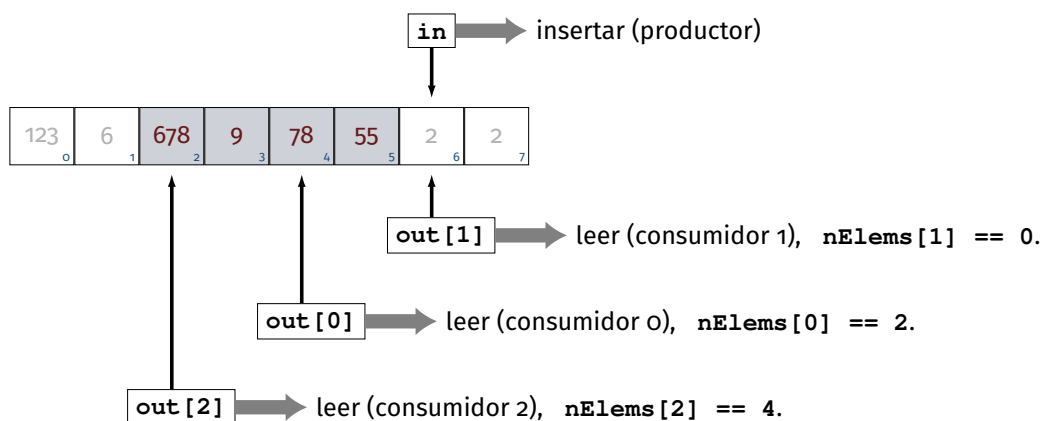 in insertar (productor)
123 6 678 9 78 55 2 2
0 1 2 3 4 5 6 7
out[1] leer (consumidor 1), nElems[1] == 0.
out[0] leer (consumidor 0), nElems[0] == 2.
out[2] leer (consumidor 2), nElems[2] == 4.